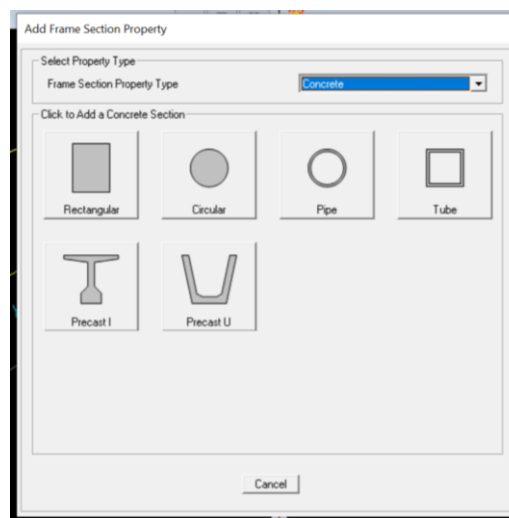 Add Frame Section Property
Select Property Type
Frame Section Property Type
Concrete
Click to Add a Concrete Section
Rectangular
Circular
Pipe
Tube
Precast I
Precast U
Cancel